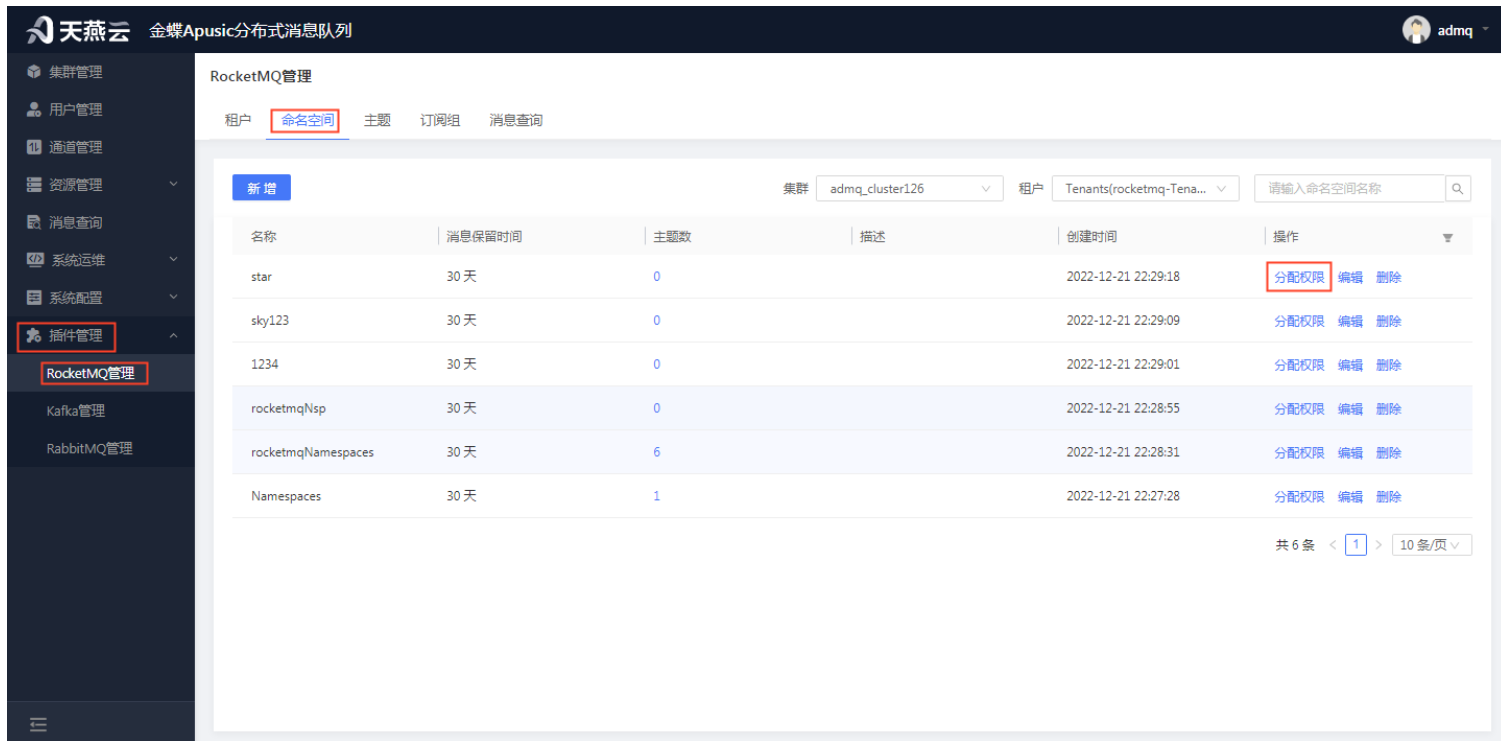 天燕云 金蝶Apusic分布式消息队列 admq
集群管理
用户管理
通道管理
资源管理
消息查询
系统运维
系统配置
插件管理
RocketMQ管理
Kafka管理
RabbitMQ管理
RocketMQ管理
租户 命名空间 主题 订阅组 消息查询
新增 集群 admq_cluster126 租户 Tenants(rocketmq-Tena... 请输入命名空间名称
名称 消息保留时间 主题数 描述 创建时间 操作
star 30 天 0 2022-12-21 22:29:18 分配权限 编辑 删除
sky123 30 天 0 2022-12-21 22:29:09 分配权限 编辑 删除
1234 30 天 0 2022-12-21 22:29:01 分配权限 编辑 删除
rocketmqNsp 30 天 0 2022-12-21 22:28:55 分配权限 编辑 删除
rocketmqNamespaces 30 天 6 2022-12-21 22:28:31 分配权限 编辑 删除
Namespaces 30 天 1 2022-12-21 22:27:28 分配权限 编辑 删除
共 6 条 < 1 > 10 条/页